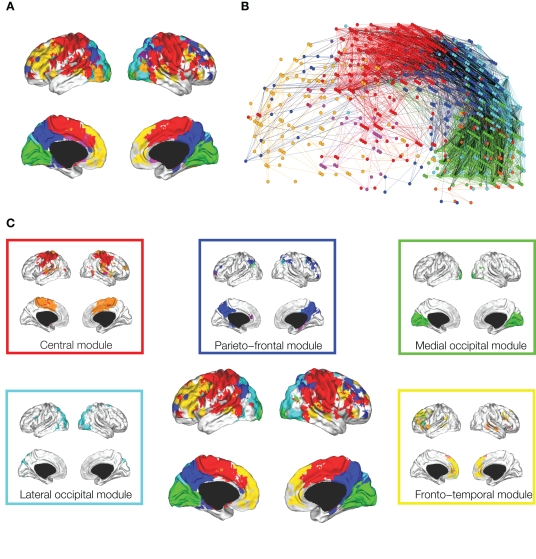 A
B
C
Central module
Parieto-frontal module
Medial occipital module
Lateral occipital module
Fronto-temporal module